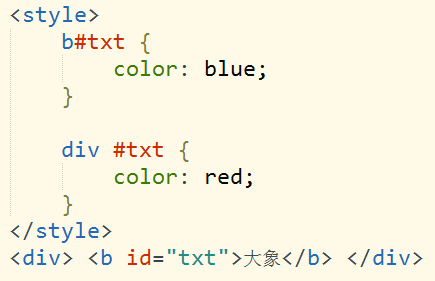 <style>
    b#txt {
        color: blue;
    }

    div #txt {
        color: red;
    }
</style>
<div> <b id="txt">大象</b> </div>